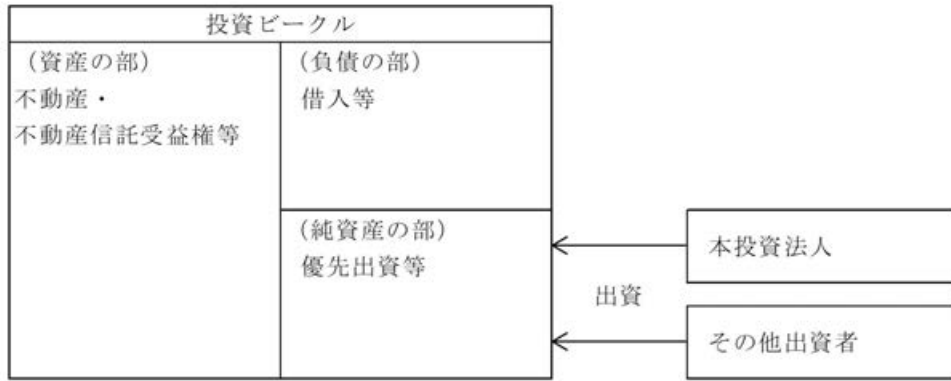 投資ビークル
（資産の部）
不動産・
不動産信託受益権等
（負債の部）
借入等
（純資産の部）
優先出資等
出資
本投資法人
その他出資者